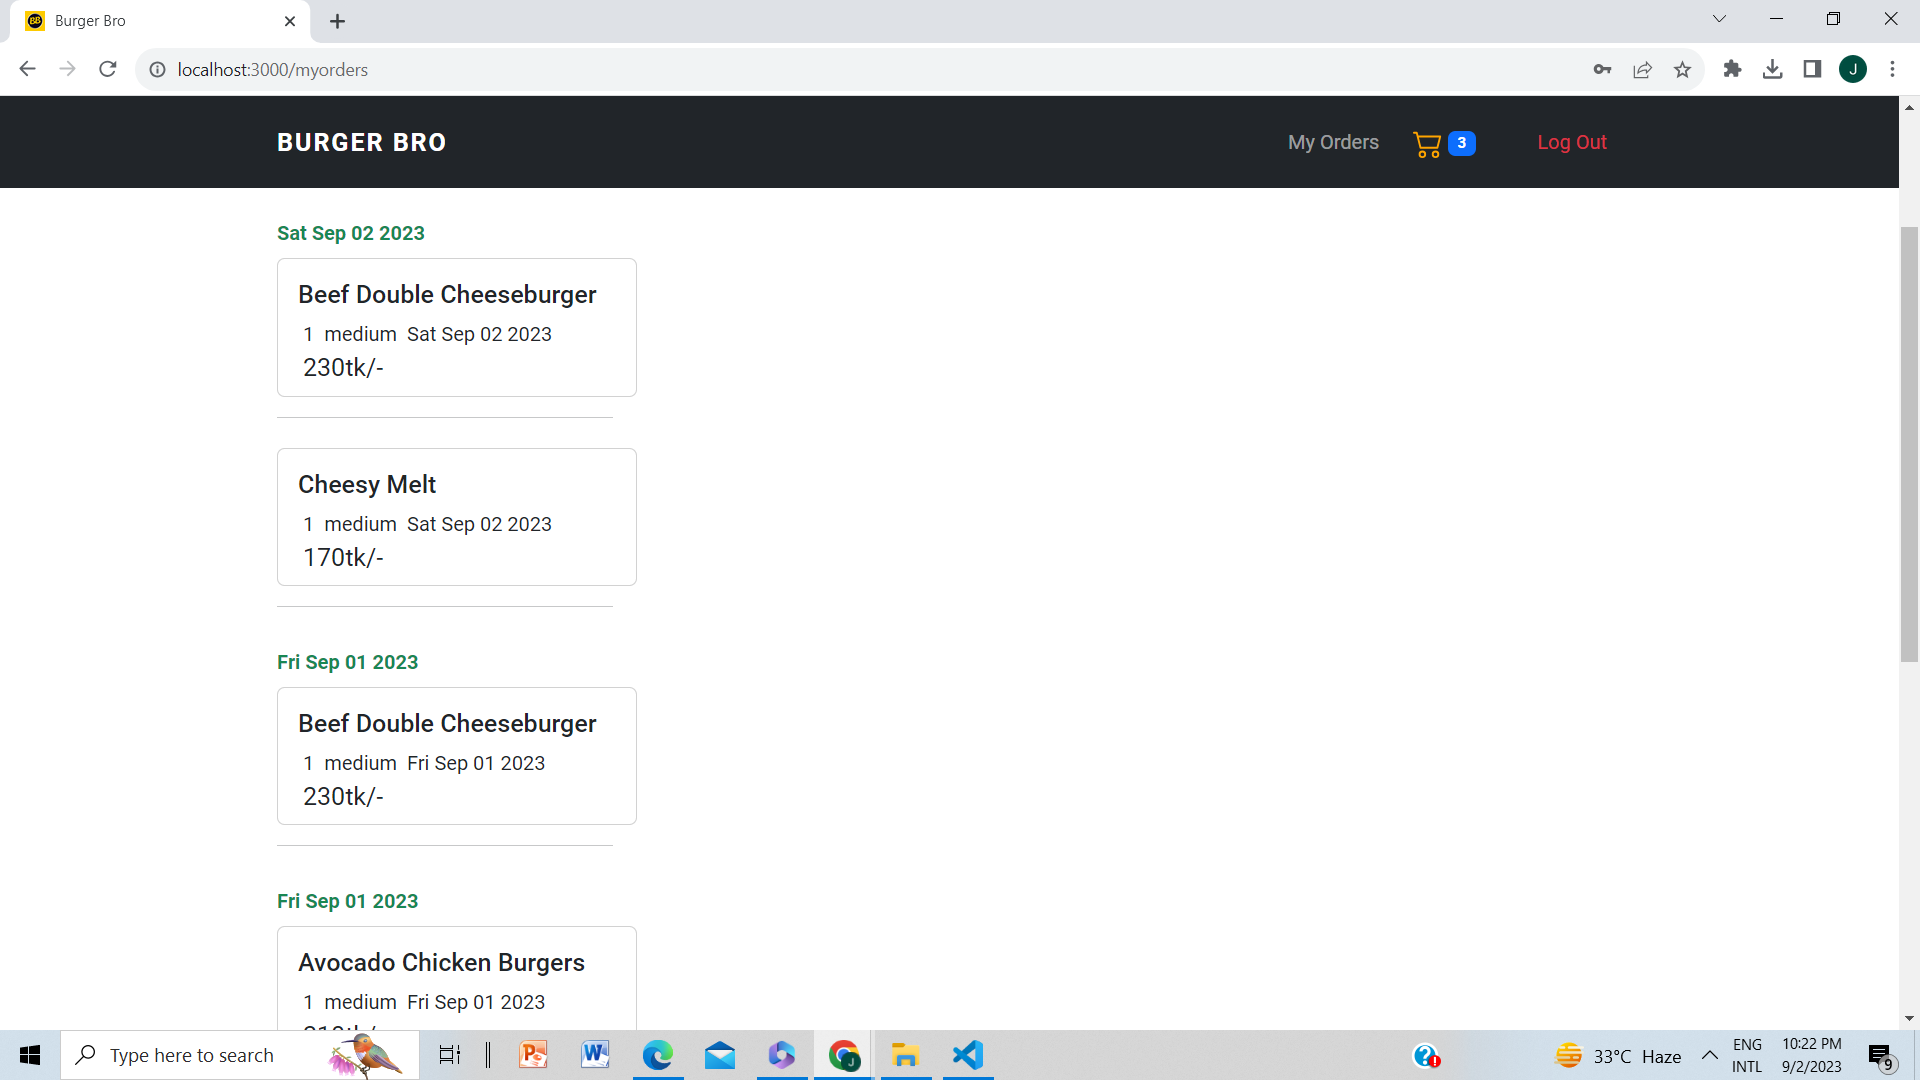 Burger Bro
localhost:3000/myorders
J
BURGER BRO
My Orders
3
Log Out
Sat Sep 02 2023
Beef Double Cheeseburger
1 medium Sat Sep 02 2023
230tk/-
Cheesy Melt
1 medium Sat Sep 02 2023
170tk/-
Fri Sep 01 2023
Beef Double Cheeseburger
1 medium Fri Sep 01 2023
230tk/-
Fri Sep 01 2023
Avocado Chicken Burgers
1 medium Fri Sep 01 2023
Type here to search
33°C Haze
ENG
INTL
10:22 PM
9/2/2023
9